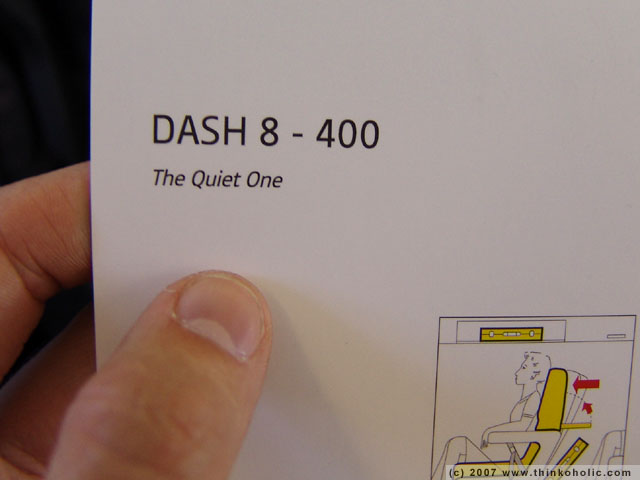 DASH 8 - 400
The Quiet One
(c) 2007 www.thinkoholic.com